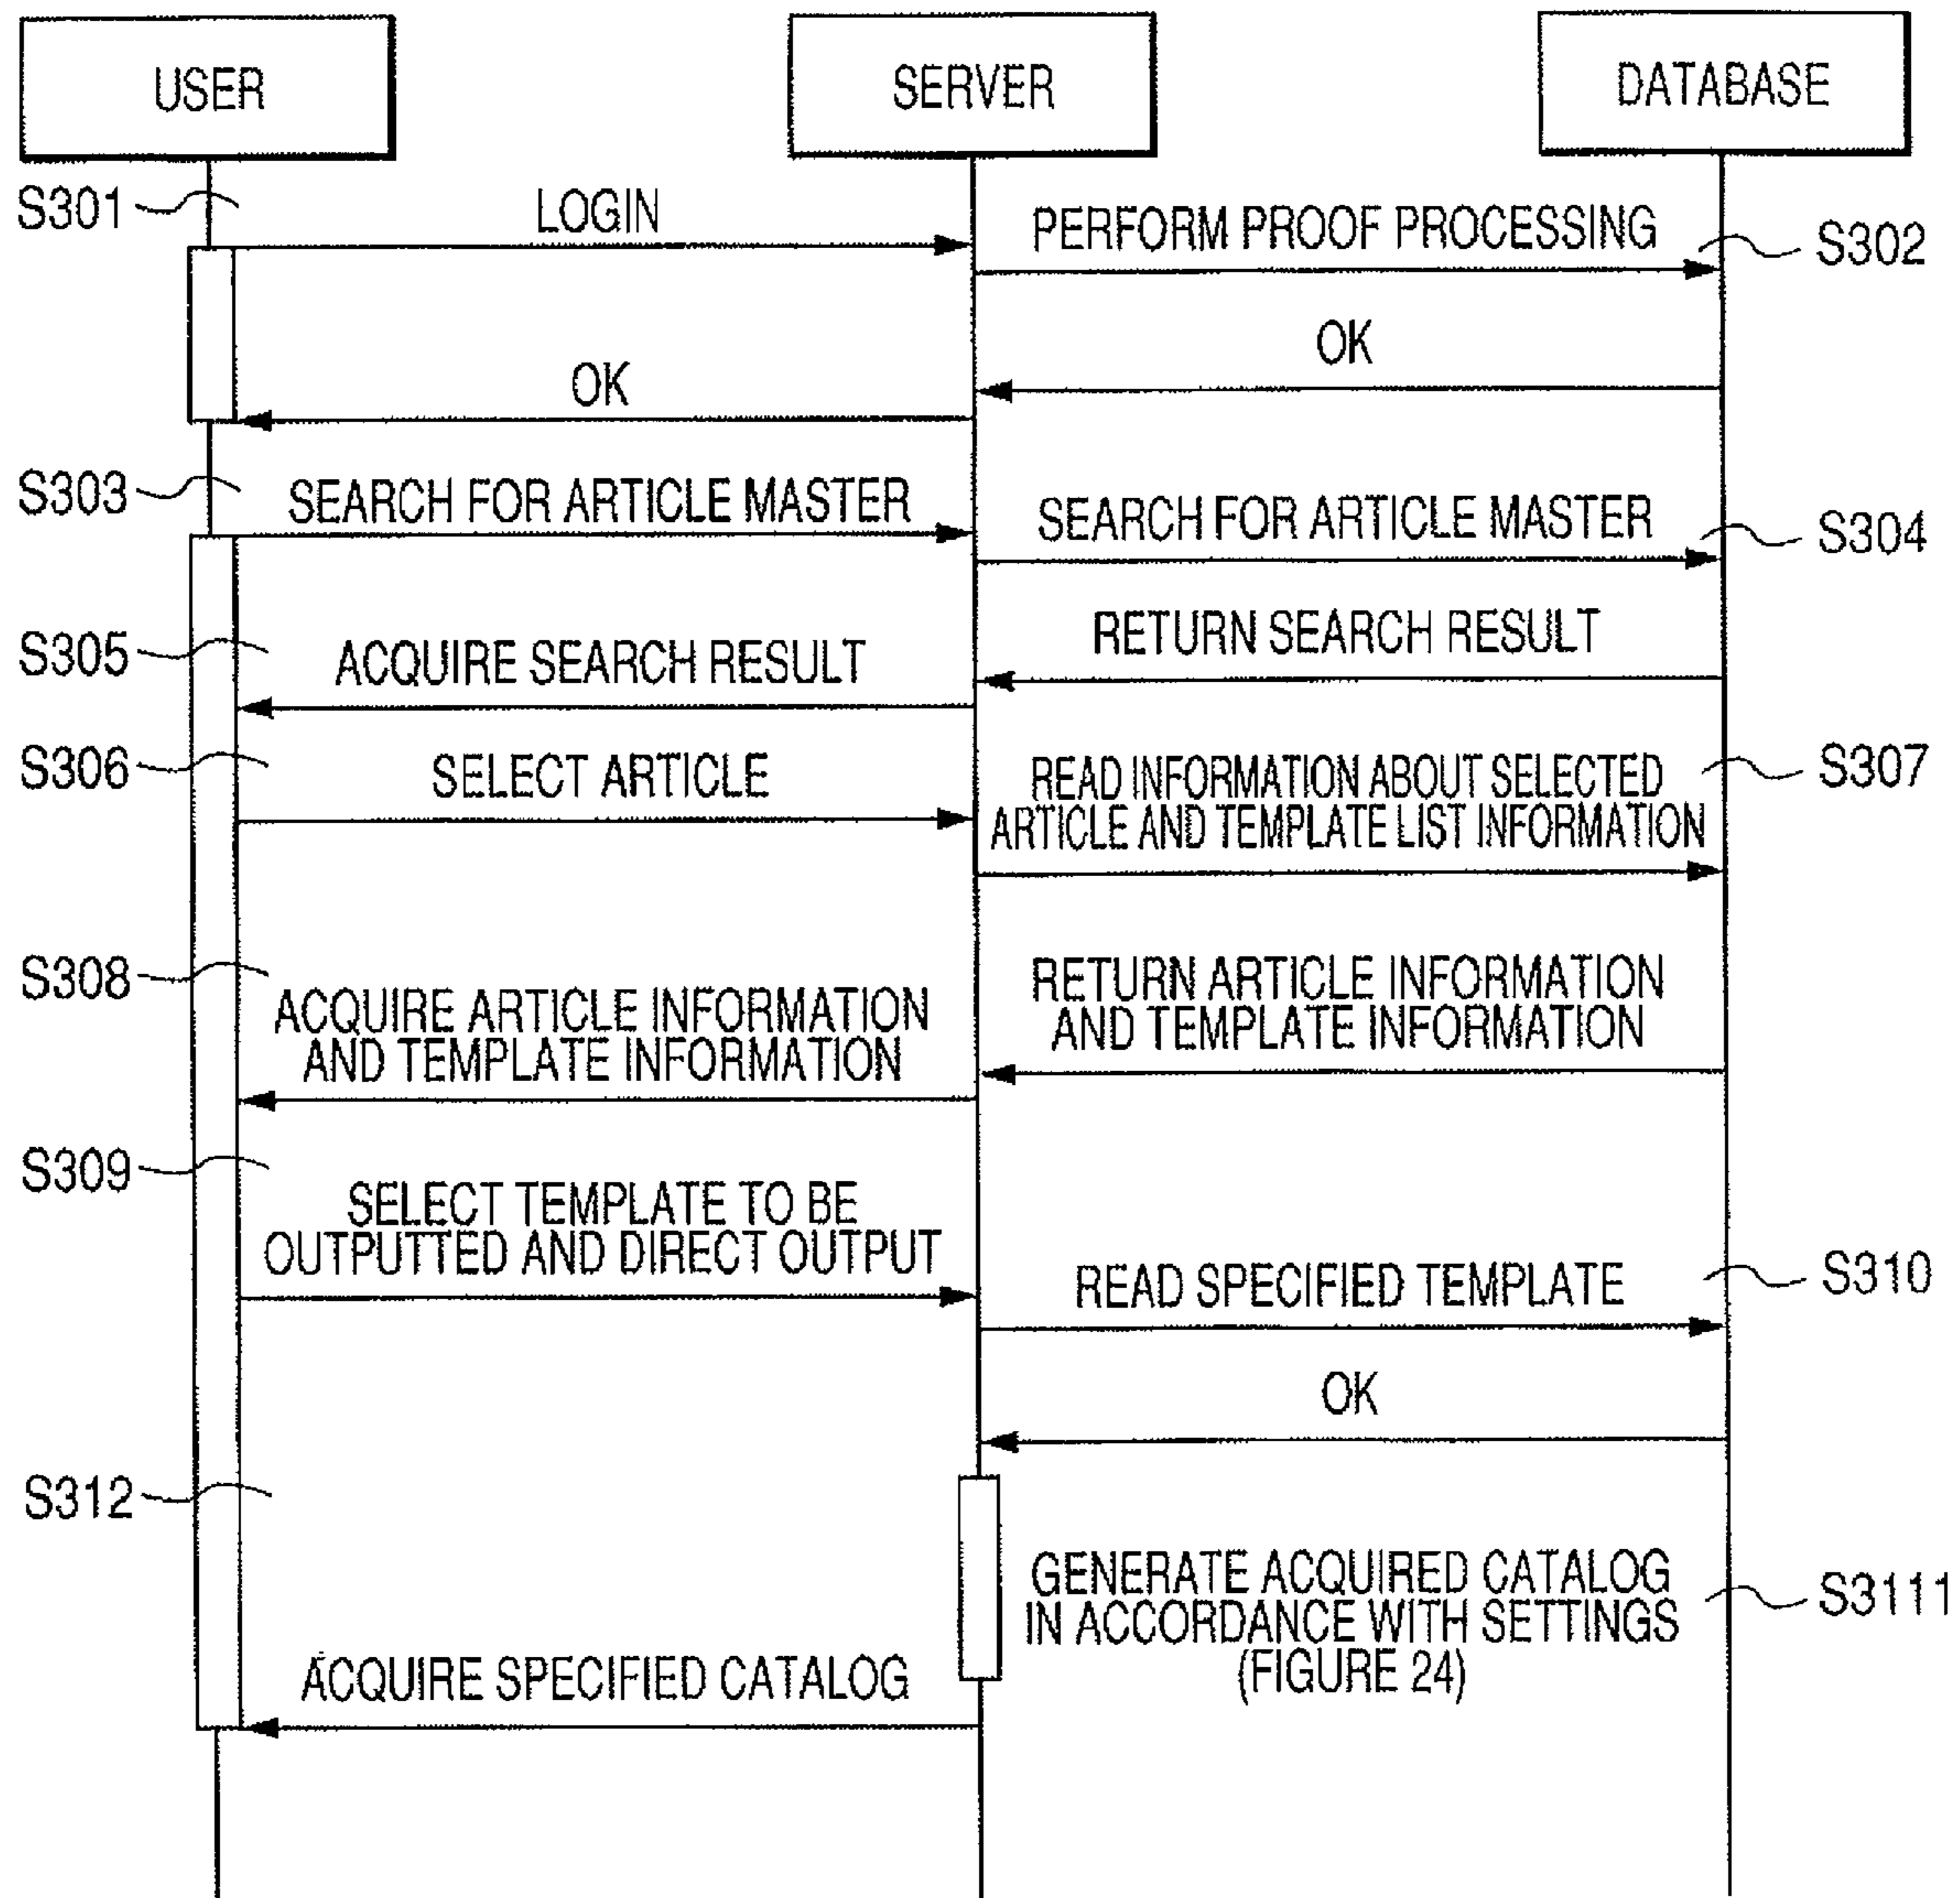 USER
SERVER
DATABASE
S301
LOGIN
PERFORM PROOF PROCESSING
S302
OK
OK
S303
SEARCH FOR ARTICLE MASTER
SEARCH FOR ARTICLE MASTER
S304
RETURN SEARCH RESULT
S305
ACQUIRE SEARCH RESULT
S306
SELECT ARTICLE
READ INFORMATION ABOUT SELECTED
ARTICLE AND TEMPLATE LIST INFORMATION
S307
RETURN ARTICLE INFORMATION
AND TEMPLATE INFORMATION
S308
ACQUIRE ARTICLE INFORMATION
AND TEMPLATE INFORMATION
S309
SELECT TEMPLATE TO BE
OUTPUTTED AND DIRECT OUTPUT
READ SPECIFIED TEMPLATE
S310
OK
S312
GENERATE ACQUIRED CATALOG
IN ACCORDANCE WITH SETTINGS
(FIGURE 24)
S3111
ACQUIRE SPECIFIED CATALOG